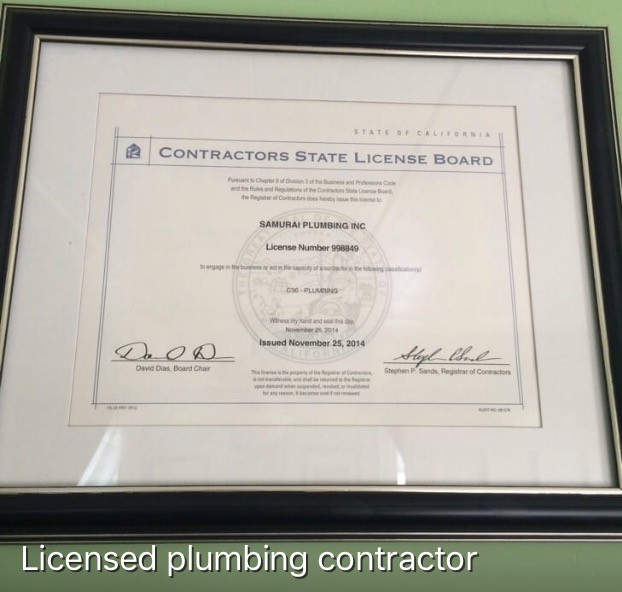 STATE OF CALIFORNIA
CONTRACTORS STATE LICENSE BOARD
Pursuant to Chapter 9 of Division 3 of the Business and Professions Code
and the Rules and Regulations of the Contractors State License Board,
the Registrar of Contractors does hereby issue this license to:
SAMURAI PLUMBING INC
License Number 998849
to engage in the business or act in the capacity of a contractor in the following classification(s):
C36 - PLUMBING
Witness my hand and seal this day,
November 25, 2014
Issued November 25, 2014
David Dias, Board Chair
This license is the property of the Registrar of Contractors,
is not transferable, and shall be returned to the Registrar
upon demand when suspended, revoked, or invalidated
for any reason. It becomes void if not renewed.
Stephen P. Sands, Registrar of Contractors
Licensed plumbing contractor